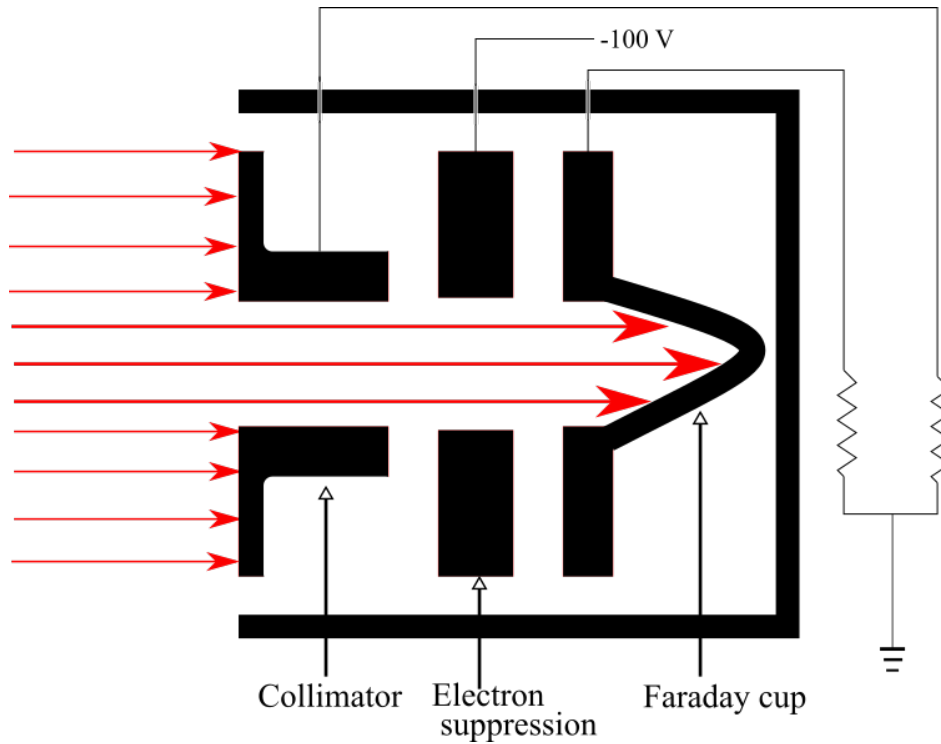 -100 V
Collimator
Electron
suppression
Faraday cup